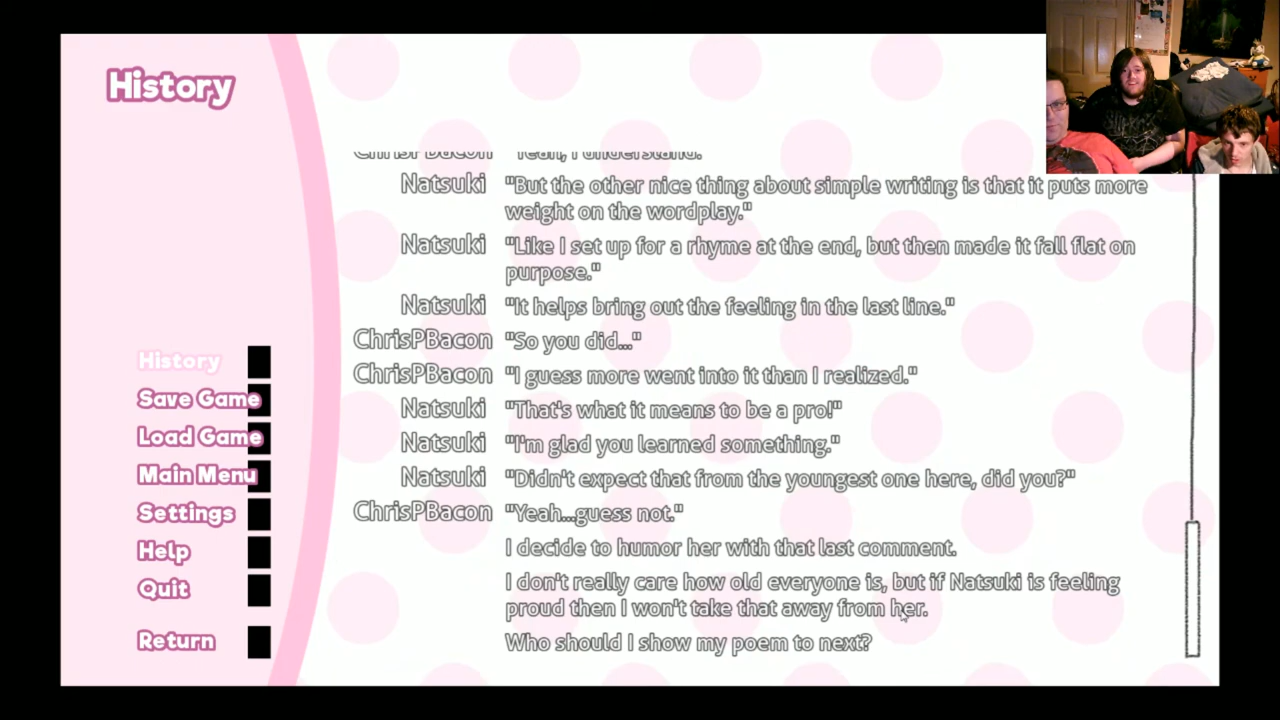 History
ChrisPBacon "Yeah, I understand."
Natsuki "But the other nice thing about simple writing is that it puts more
weight on the wordplay."
Natsuki "Like I set up for a rhyme at the end, but then made it fall flat on
purpose."
Natsuki "It helps bring out the feeling in the last line."
ChrisPBacon "So you did..."
ChrisPBacon "I guess more went into it than I realized."
Natsuki "That's what it means to be a pro!"
Natsuki "I'm glad you learned something."
Natsuki "Didn't expect that from the youngest one here, did you?"
ChrisPBacon "Yeah...guess not."
I decide to humor her with that last comment.
I don't really care how old everyone is, but if Natsuki is feeling
proud then I won't take that away from her.
Who should I show my poem to next?
History
Save Game
Load Game
Main Menu
Settings
Help
Quit
Return